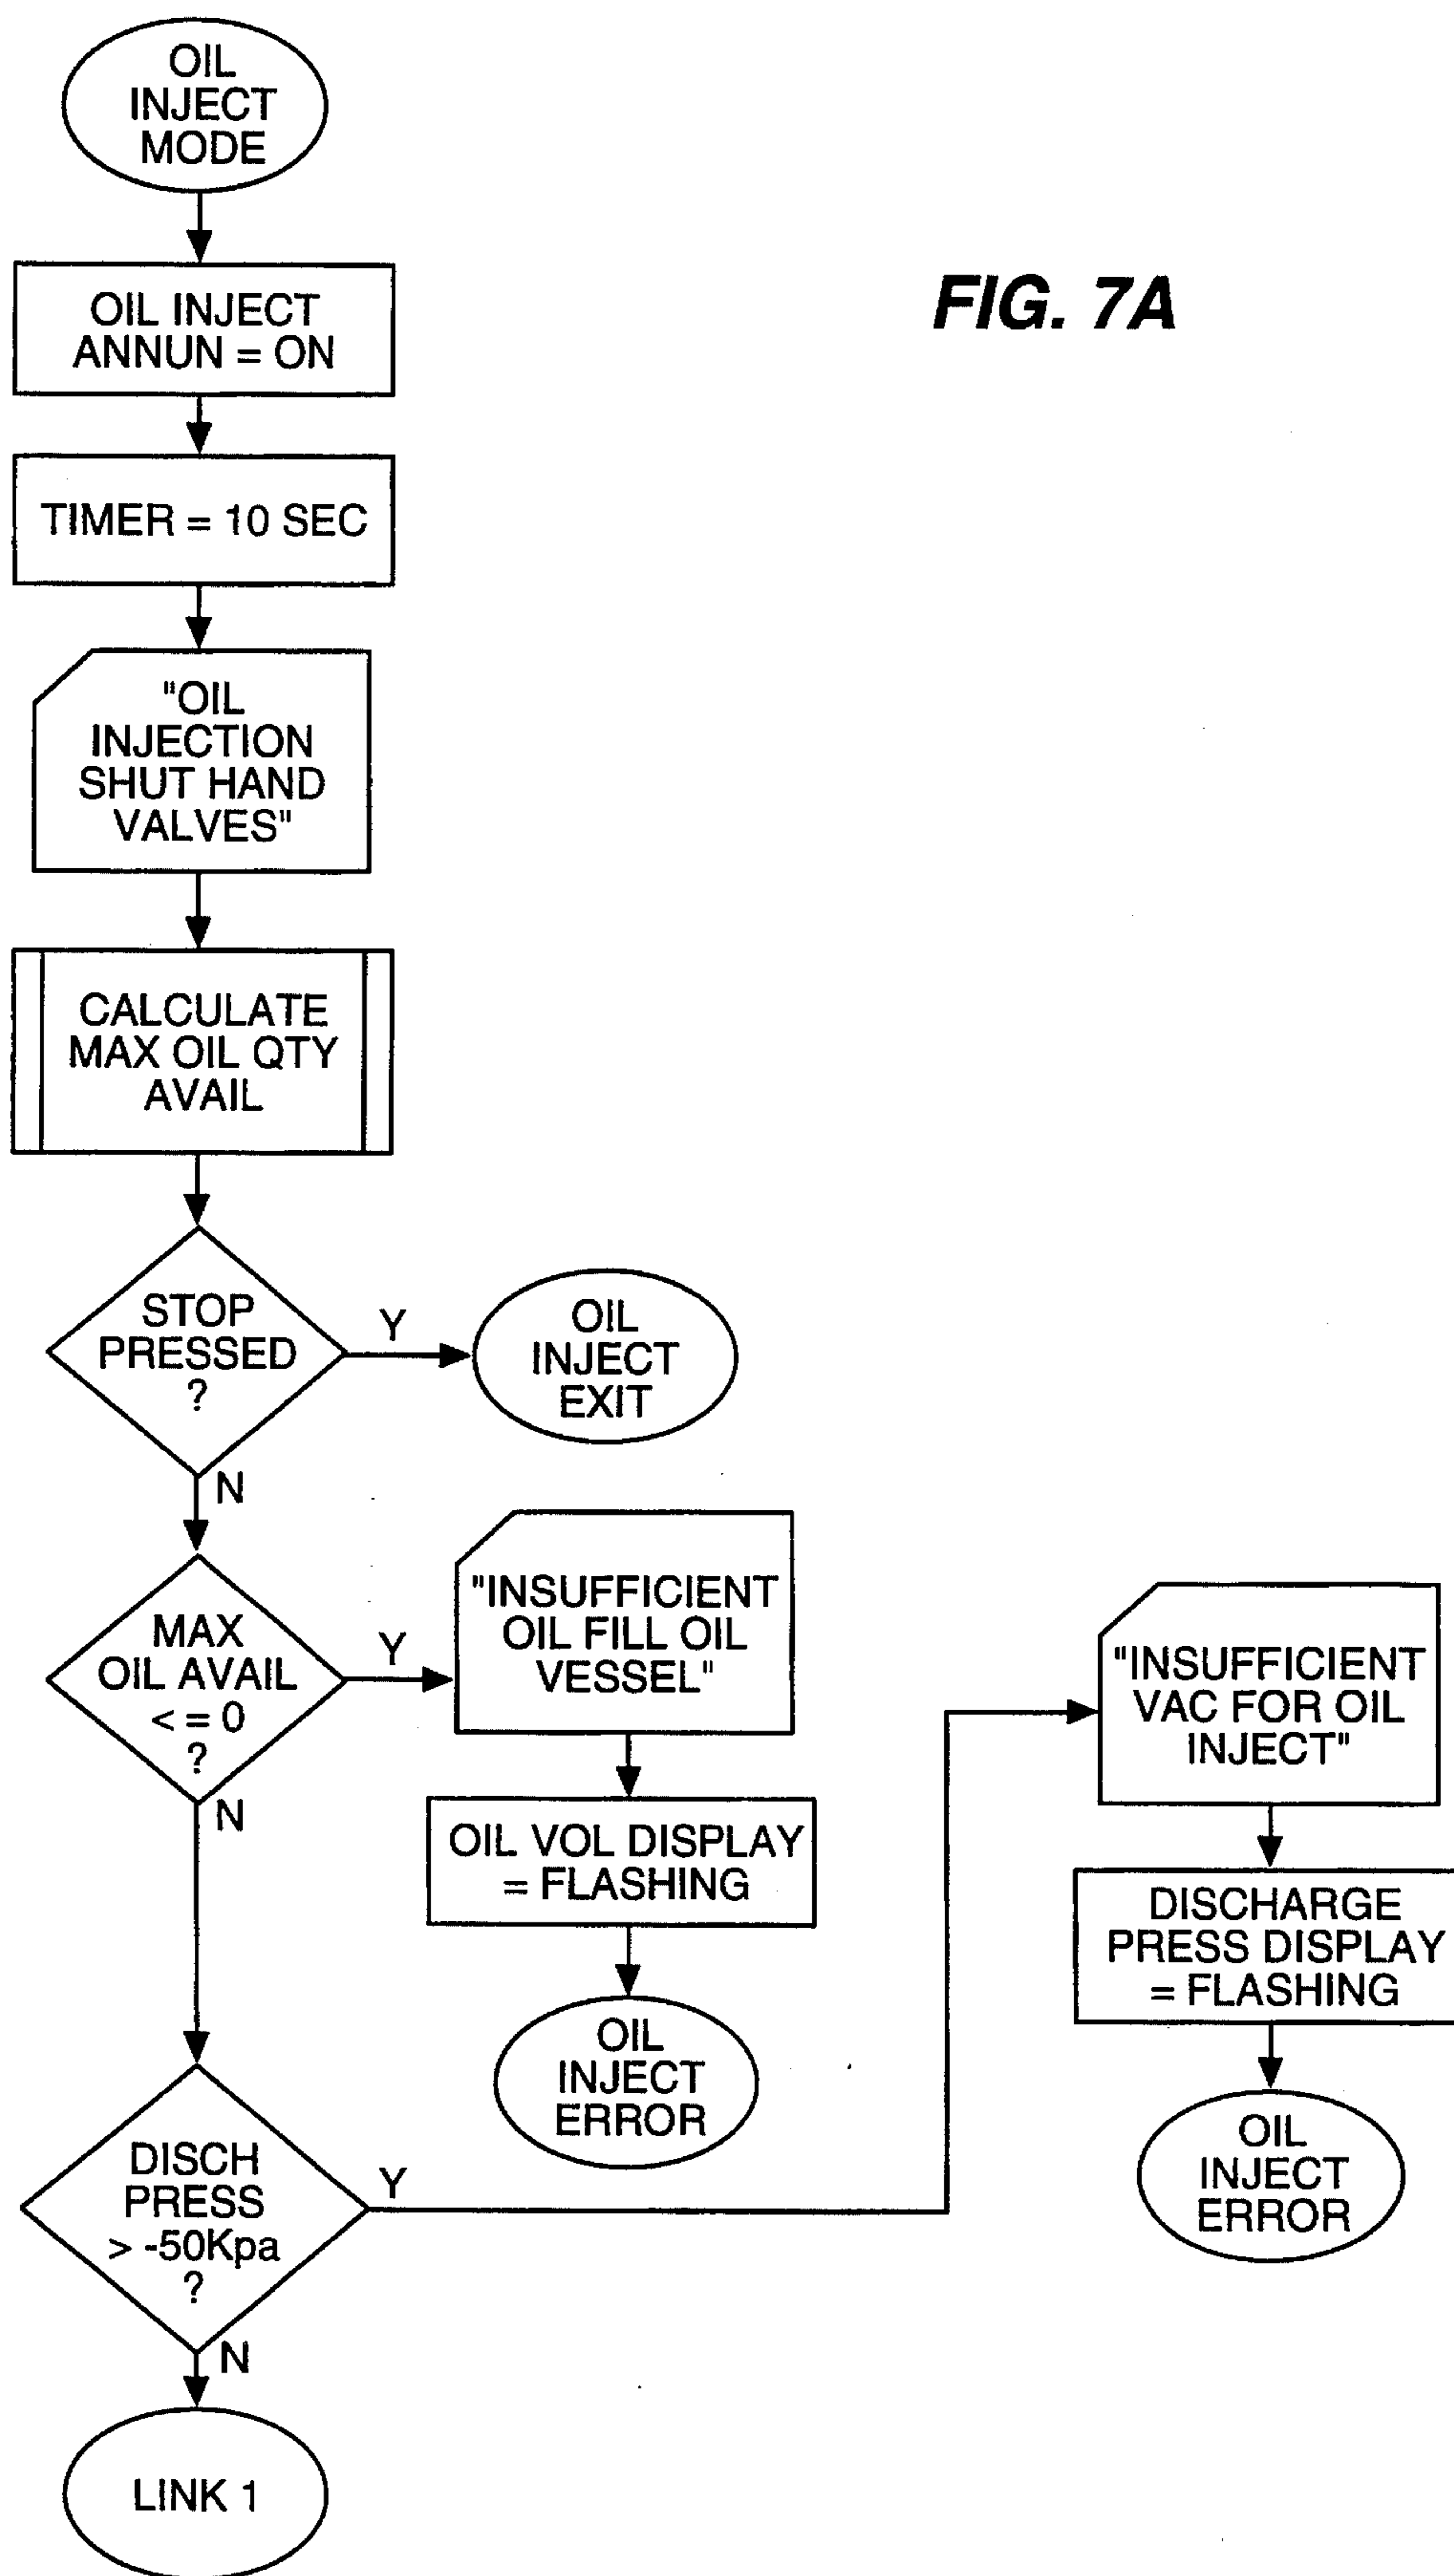 OIL
INJECT
MODE
FIG. 7A
OIL INJECT
ANNUN = ON
TIMER = 10 SEC
"OIL
INJECTION
SHUT HAND
VALVES"
CALCULATE
MAX OIL QTY
AVAIL
STOP
PRESSED
?
Y
OIL
INJECT
EXIT
N
MAX
OIL AVAIL
< = 0
?
Y
"INSUFFICIENT
OIL FILL OIL
VESSEL"
N
OIL VOL DISPLAY
= FLASHING
OIL
INJECT
ERROR
DISCH
PRESS
> -50Kpa
?
Y
"INSUFFICIENT
VAC FOR OIL
INJECT"
DISCHARGE
PRESS DISPLAY
= FLASHING
OIL
INJECT
ERROR
N
LINK 1